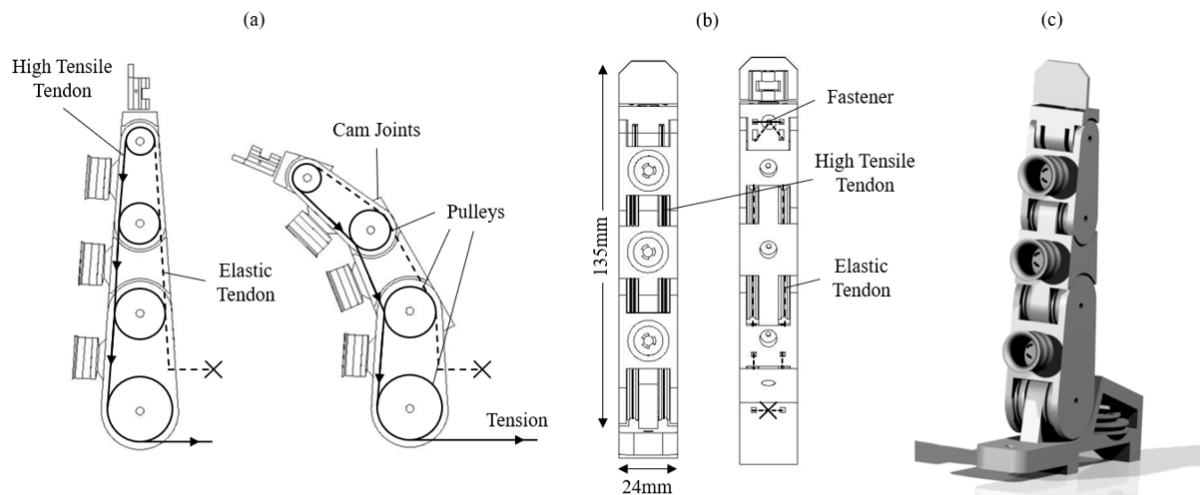 (a)
High Tensile
Tendon
Cam Joints
Pulleys
Elastic
Tendon
Tension
(b)
135mm
24mm
Fastener
High Tensile
Tendon
Elastic
Tendon
(c)